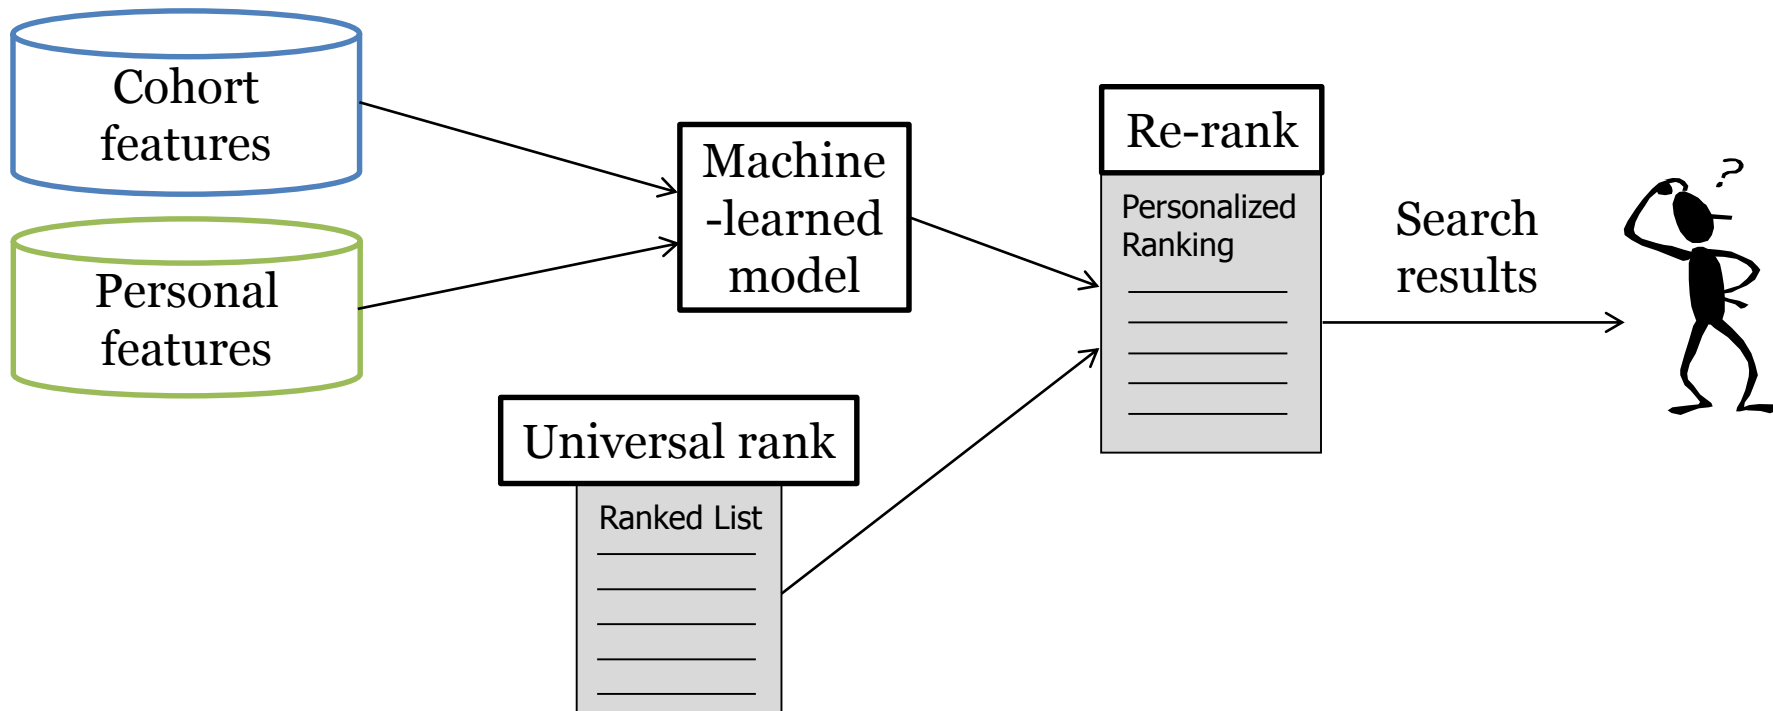 Cohort
features
Personal
features
Machine
-learned
model
Universal rank
Ranked List
Re-rank
Personalized
Ranking
Search
results
?